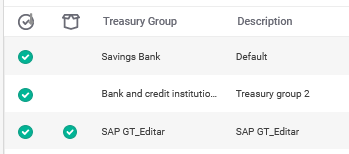 Treasury Group Description
Savings Bank Default
Bank and credit institutio... Treasury group 2
SAP GT_Editar SAP GT_Editar